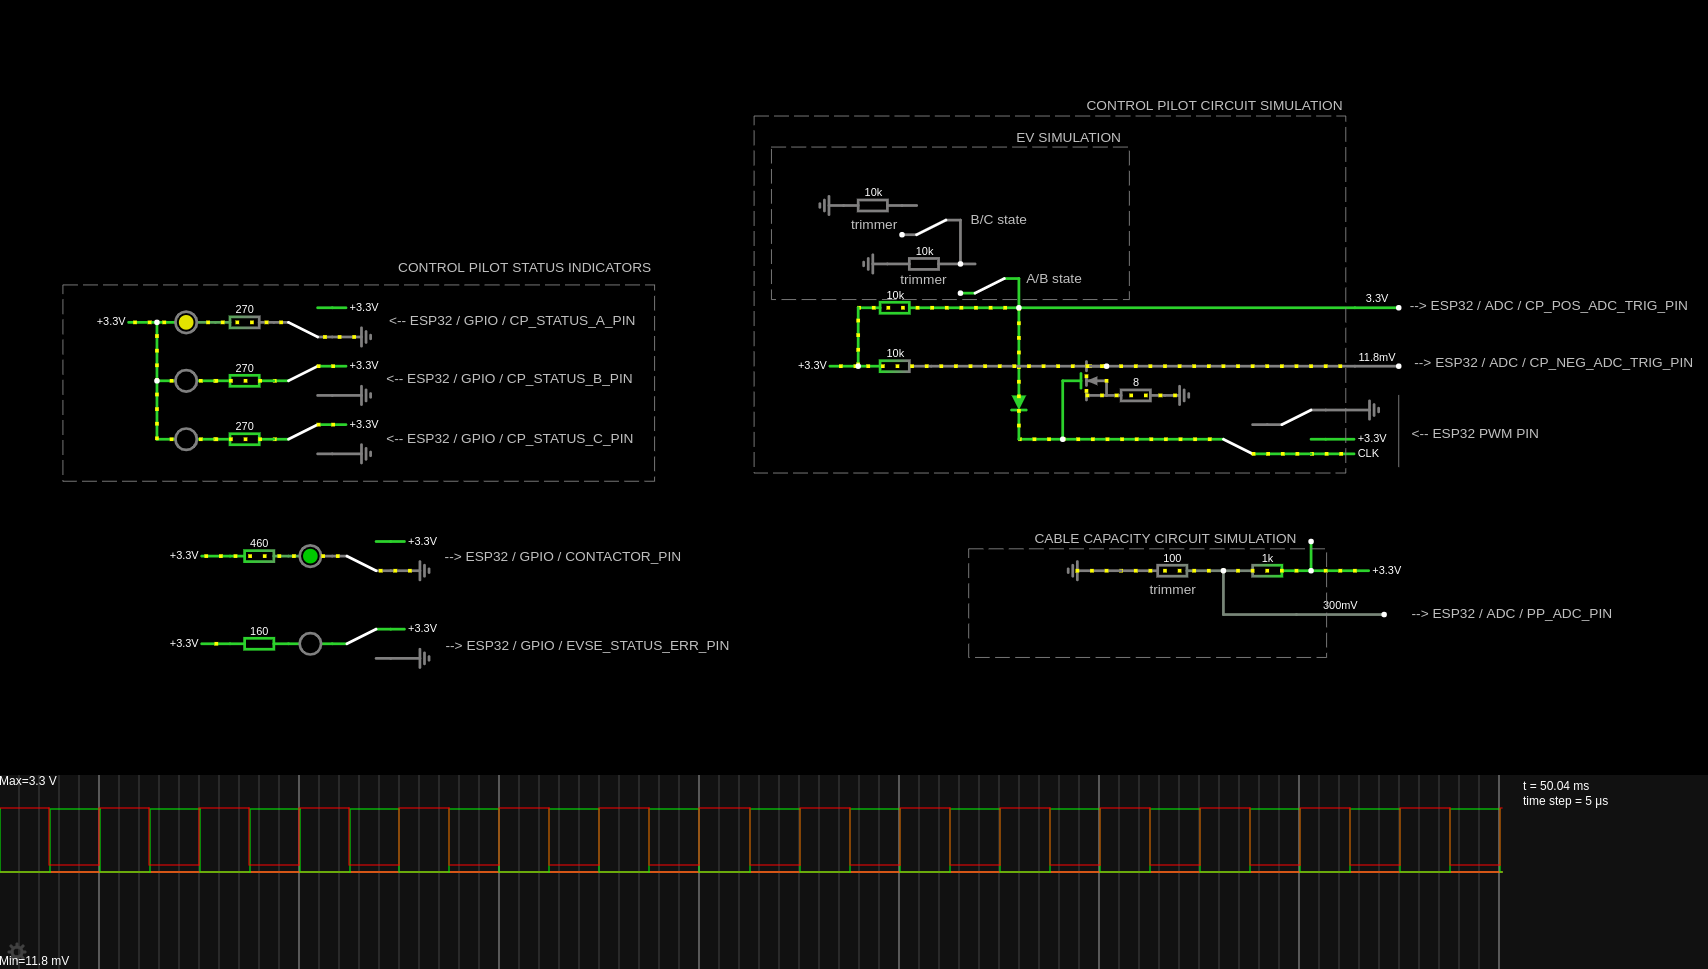 CONTROL PILOT CIRCUIT SIMULATION
EV SIMULATION
10k
trimmer
B/C state
10k
trimmer
A/B state
10k
3.3V
--> ESP32 / ADC / CP_POS_ADC_TRIG_PIN
+3.3V
10k
11.8mV
--> ESP32 / ADC / CP_NEG_ADC_TRIG_PIN
8
+3.3V
CLK
<-- ESP32 PWM PIN
CONTROL PILOT STATUS INDICATORS
+3.3V
270
+3.3V
<-- ESP32 / GPIO / CP_STATUS_A_PIN
270
+3.3V
<-- ESP32 / GPIO / CP_STATUS_B_PIN
270
+3.3V
<-- ESP32 / GPIO / CP_STATUS_C_PIN
+3.3V
460
+3.3V
--> ESP32 / GPIO / CONTACTOR_PIN
+3.3V
160
+3.3V
--> ESP32 / GPIO / EVSE_STATUS_ERR_PIN
CABLE CAPACITY CIRCUIT SIMULATION
100
1k
+3.3V
trimmer
300mV
--> ESP32 / ADC / PP_ADC_PIN
Max=3.3 V
t = 50.04 ms
time step = 5 μs
Min=11.8 mV